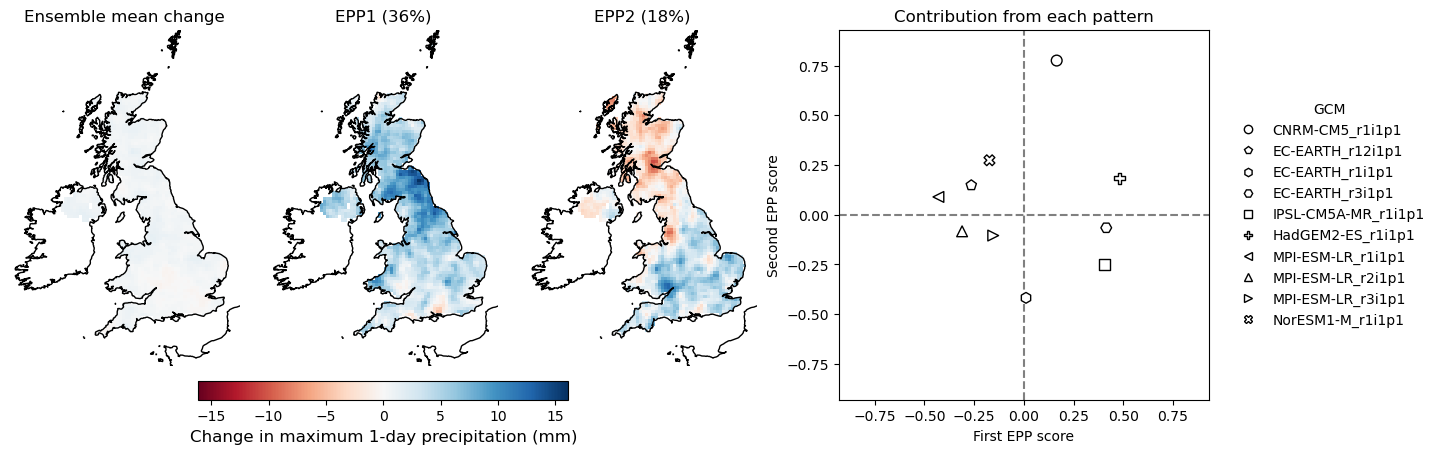 Ensemble mean change
EPP1 (36%)
EPP2 (18%)
Contribution from each pattern
−15 −10 −5 0 5 10 15
Change in maximum 1-day precipitation (mm)
Second EPP score
0.75
0.50
0.25
0.00
−0.25
−0.50
−0.75
−0.75 −0.50 −0.25 0.00 0.25 0.50 0.75
First EPP score
GCM
CNRM-CM5_r1i1p1
EC-EARTH_r12i1p1
EC-EARTH_r1i1p1
EC-EARTH_r3i1p1
IPSL-CM5A-MR_r1i1p1
HadGEM2-ES_r1i1p1
MPI-ESM-LR_r1i1p1
MPI-ESM-LR_r2i1p1
MPI-ESM-LR_r3i1p1
NorESM1-M_r1i1p1